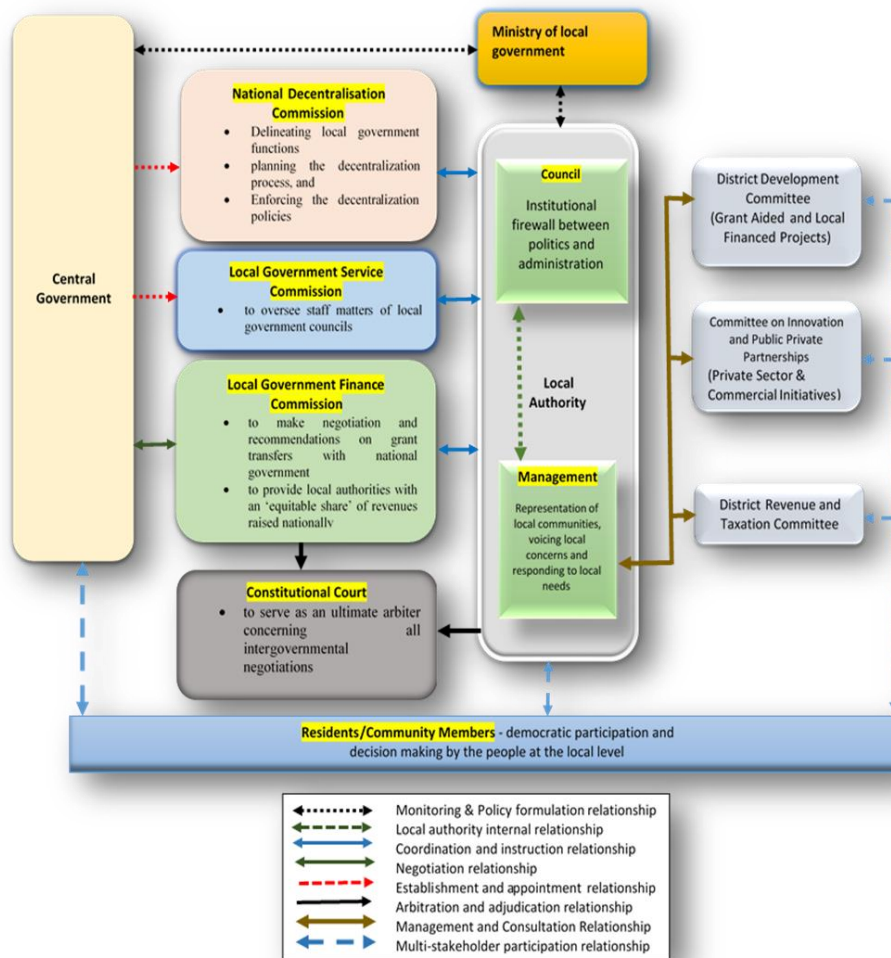 Ministry of local
government
National Decentralisation
Commission
• Delineating local government
functions
• planning the decentralization
process, and
• Enforcing the decentralization
policies
Council
Institutional
firewall between
politics and
administration
District Development
Committee
(Grant Aided and Local
Financed Projects)
Central
Government
Local Government Service
Commission
• to oversee staff matters of local
government councils
Committee on Innovation
and Public Private
Partnerships
(Private Sector &
Commercial Initiatives)
Local Government Finance
Commission
• to make negotiation and
recommendations on
grant transfers with
national government
• to provide local authorities with
an ‘equitable share’ of revenues
raised nationally
Local
Authority
Management
Representation of
local communities,
voicing local
concerns and
responding to local
needs
District Revenue and
Taxation Committee
Constitutional Court
• to serve as an ultimate arbiter
concerning all
intergovernmental
negotiations
Residents/Community Members - democratic participation and
decision making by the people at the local level
Monitoring & Policy formulation relationship
Local authority internal relationship
Coordination and instruction relationship
Negotiation relationship
Establishment and appointment relationship
Arbitration and adjudication relationship
Management and Consultation Relationship
Multi-stakeholder participation relationship